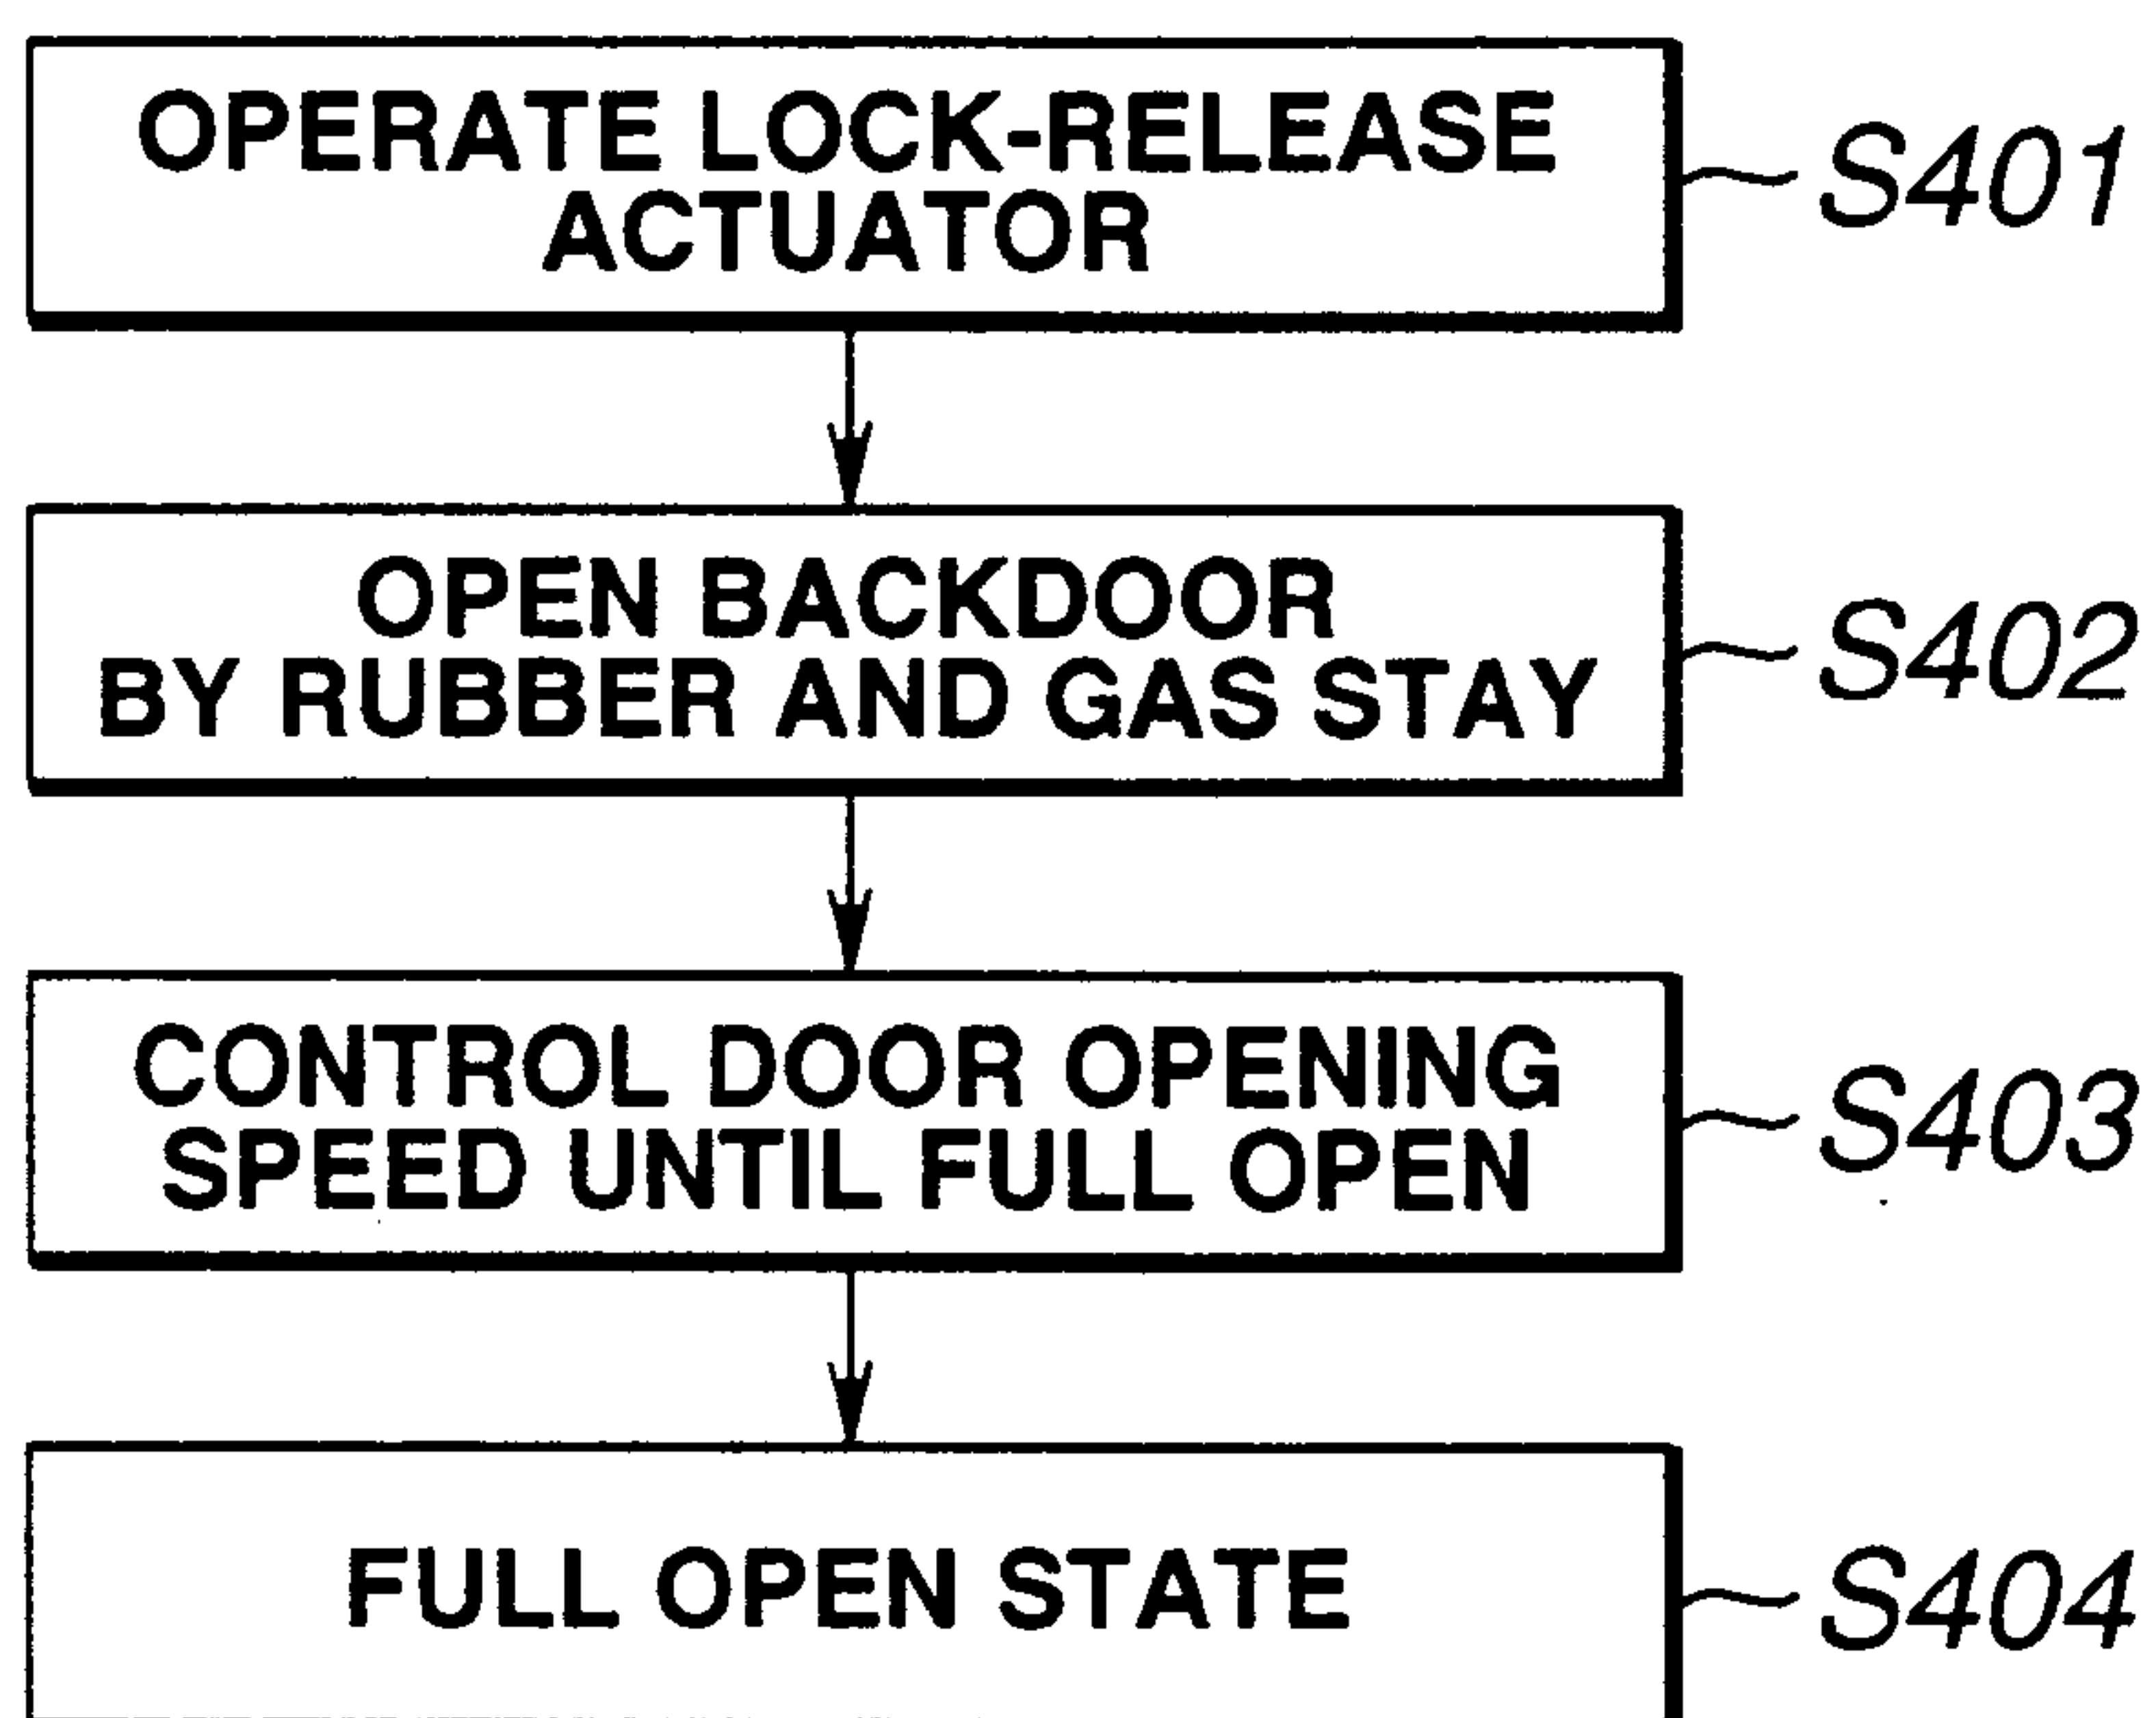 OPERATE LOCK-RELEASE
ACTUATOR
S401
OPEN BACKDOOR
BY RUBBER AND GAS STAY
S402
CONTROL DOOR OPENING
SPEED UNTIL FULL OPEN
S403
FULL OPEN STATE
S404